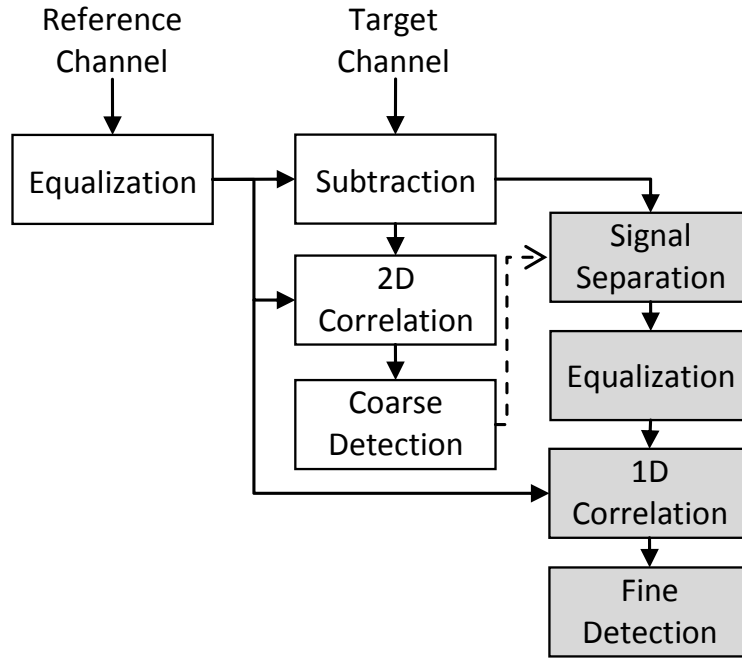 Reference
Channel
Target
Channel
Equalization
Subtraction
Signal
Separation
2D
Correlation
Equalization
Coarse
Detection
1D
Correlation
Fine
Detection